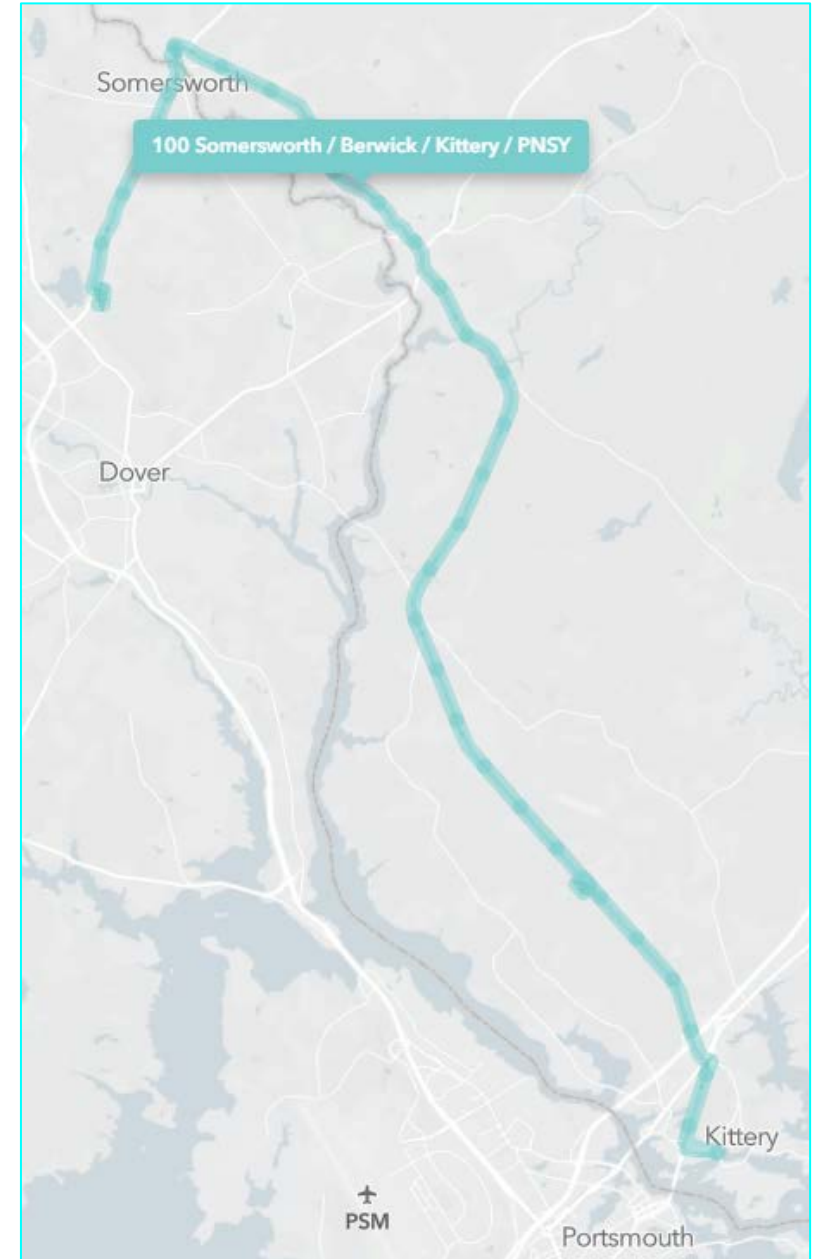 Somersworth
100 Somersworth / Berwick / Kittery / PNSY
Dover
Kittery
PSM
Portsmouth